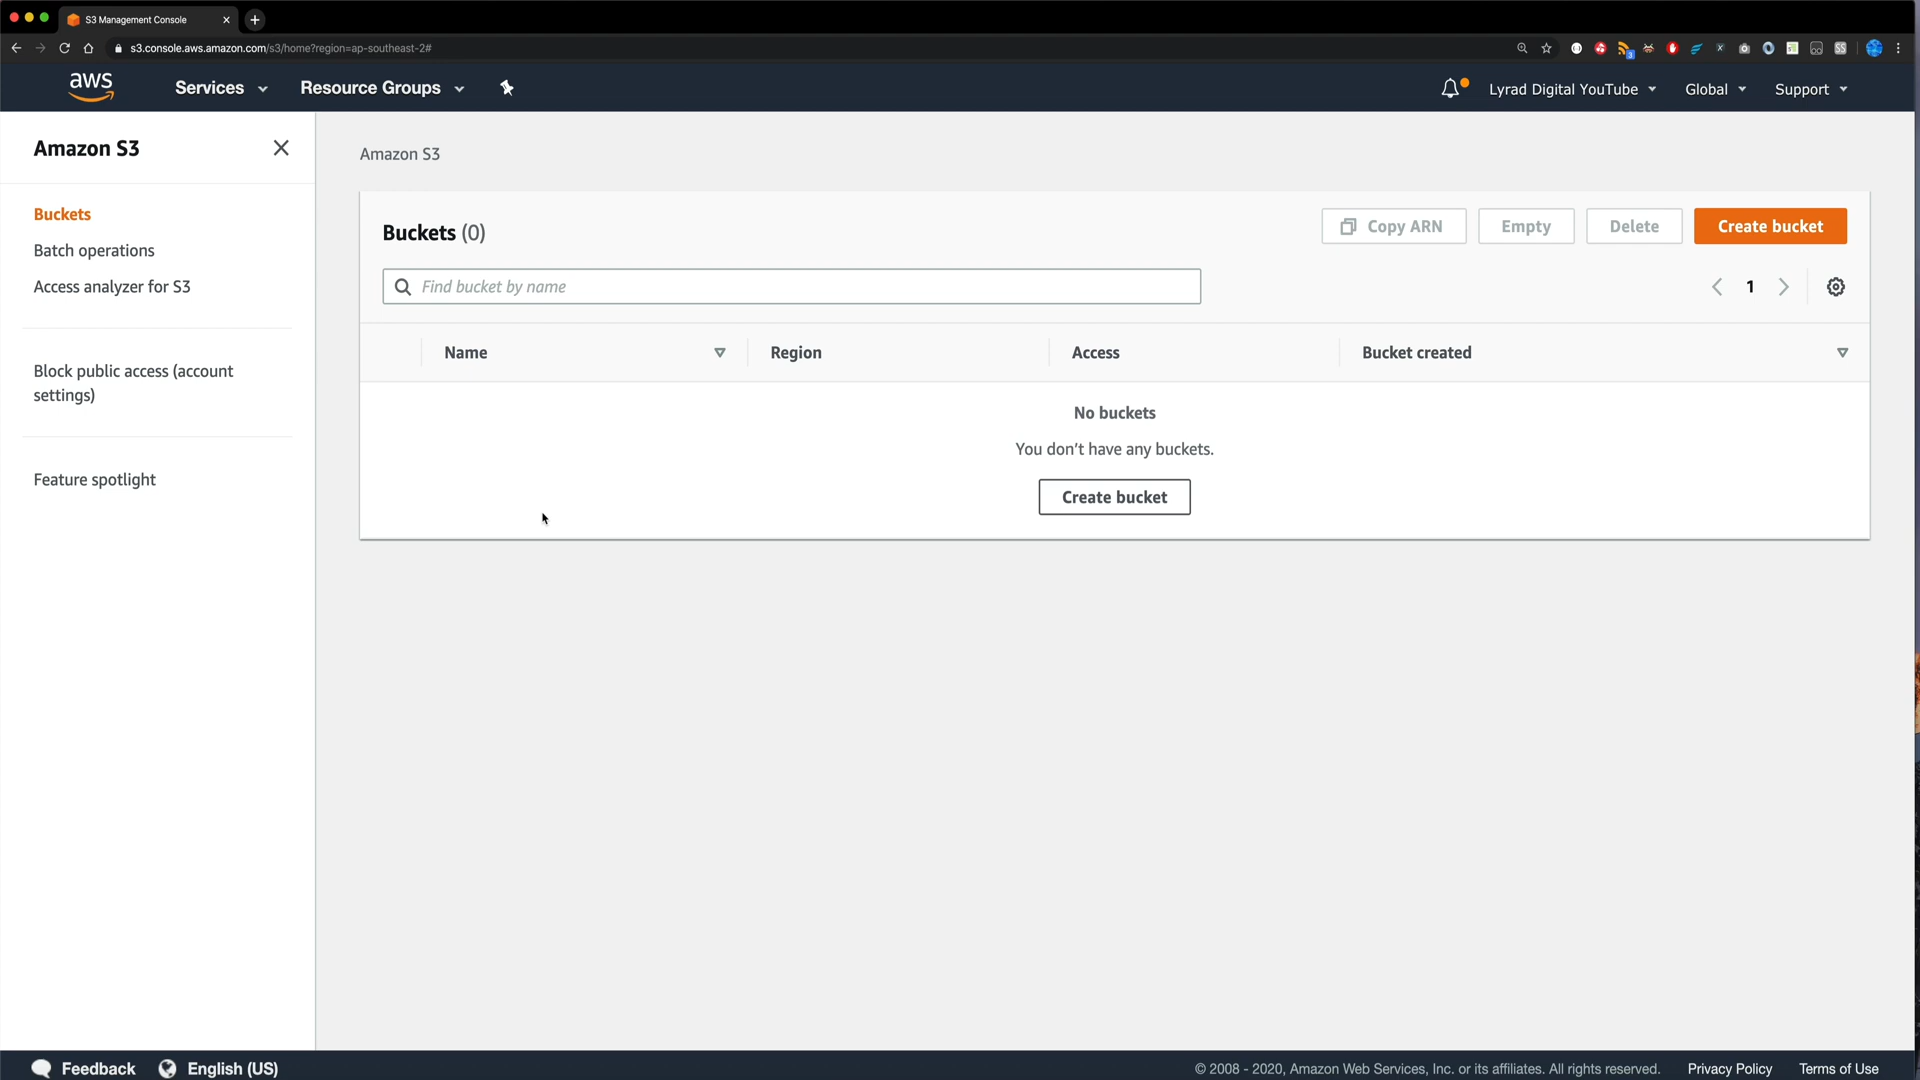 S3 Management Console
s3.console.aws.amazon.com/s3/home?region=ap-southeast-2#
aws
Services
Resource Groups
Lyrad Digital YouTube
Global
Support
Amazon S3
Buckets
Batch operations
Access analyzer for S3
Block public access (account
settings)
Feature spotlight
Amazon S3
Buckets (0)
Copy ARN
Empty
Delete
Create bucket
Find bucket by name
1
Name
Region
Access
Bucket created
No buckets
You don't have any buckets.
Create bucket
Feedback
English (US)
© 2008 - 2020, Amazon Web Services, Inc. or its affiliates. All rights reserved.
Privacy Policy
Terms of Use